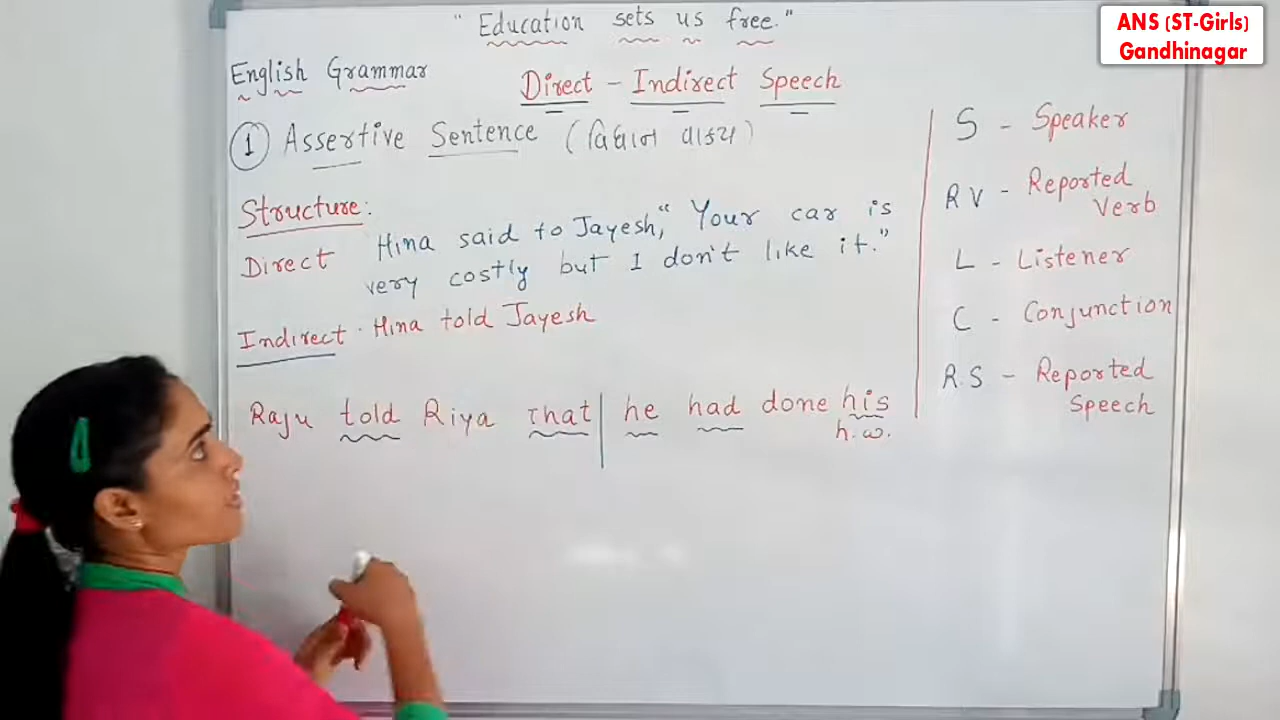 " Education sets us free."
ANS (ST-Girls)
Gandhinagar
English Grammar
Direct - Indirect Speech
① Assertive Sentence (વિધાન વાક્ય)
Structure:
Direct Hina said to Jayesh, " Your car is
very costly but I don't like it."
Indirect · Hina told Jayesh
Raju told Riya that | he had done his
h.w.
S - Speaker
RV - Reported
Verb
L - Listener
C - Conjunction
R.S - Reported
Speech